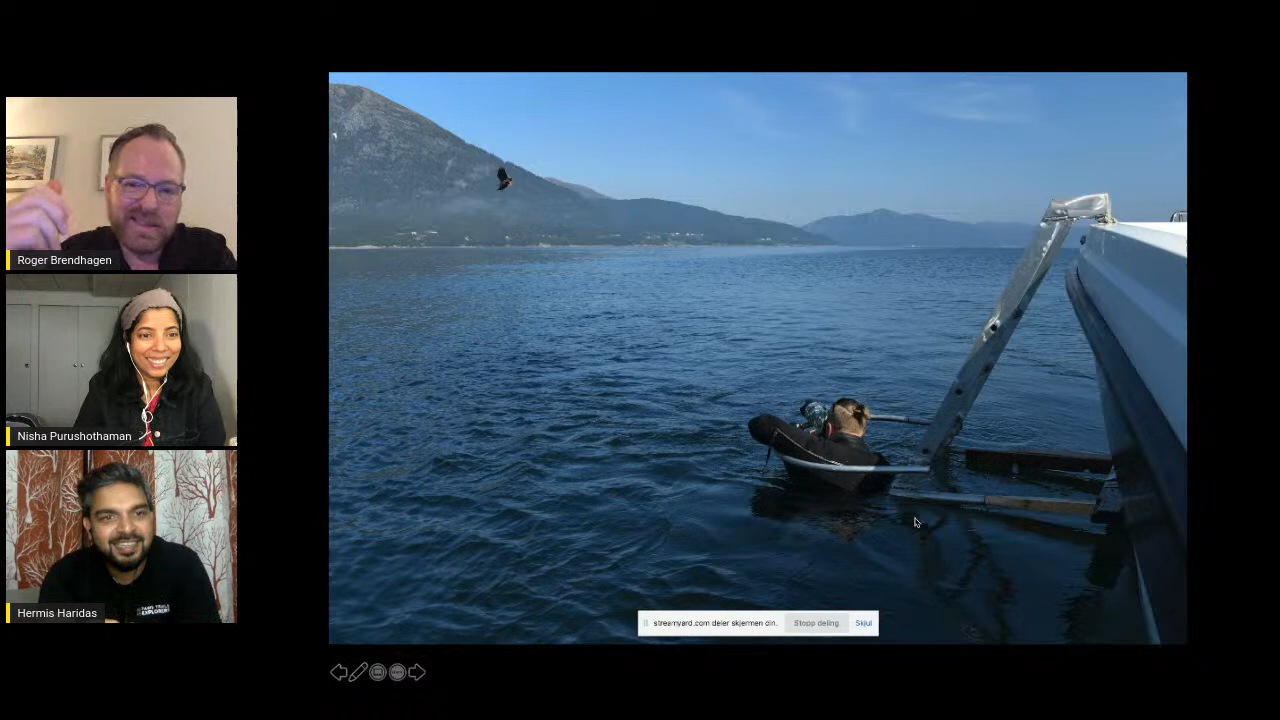 Roger Brendhagen
Nisha Purushothaman
Hermis Haridas
streamyard.com deler skjermen din.
Stopp deling
Skjul